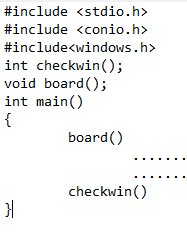 #include <stdio.h>
#include <conio.h>
#include<windows.h>
int checkwin();
void board();
int main()
{
board()
.......
.......
checkwin()
}